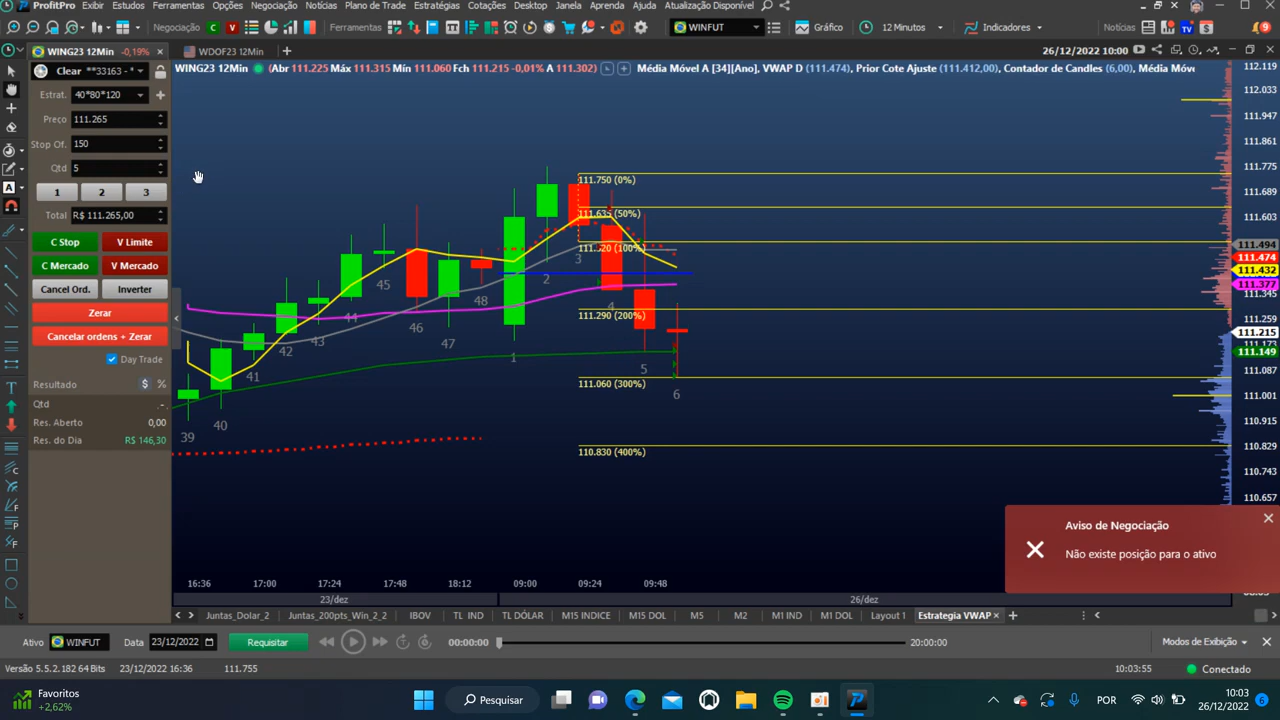 ProfitPro Exibir Estudos Ferramentas Opções Negociação Notícias Plano de Trade Estratégias Cotações Desktop Janela Aprenda Ajuda Atualização Disponível
Negociação C V Ferramentas WINFUT Gráfico 12 Minutos Indicadores Notícias
WING23 12Min -0,19% × WDOF23 12Min + 26/12/2022 10:00
Clear **33163 - *
WING23 12Min (Abr 111.225 Máx 111.315 Mín 111.060 Fch 111.215 -0,01% A 111.302) Média Móvel A [34][Ano], VWAP D (111.474), Prior Cote Ajuste (111.412,00), Contador de Candles (6,00), Média Mov
Estrat. 40*80*120
Preço 111.265
Stop Of. 150
Qtd 5
1 2 3
Total R$ 111.265,00
C Stop V Limite
C Mercado V Mercado
Cancel Ord. Inverter
Zerar
Cancelar ordens + Zerar
Day Trade
Resultado $ %
Qtd -
Res. Aberto 0,00
Res. do Dia R$ 146,30
111.750 (0%)
111.635 (50%)
111.520 (100%)
111.290 (200%)
111.060 (300%)
110.830 (400%)
39
40
41
42
43
44
45
46
47
48
1
2
3
4
5
6
112.119
112.033
111.947
111.861
111.775
111.689
111.603
111.494
111.474
111.432
111.377
111.345
111.259
111.215
111.173
111.149
111.087
111.001
110.915
110.829
110.743
110.657
Aviso de Negociação
Não existe posição para o ativo
16:36 17:00 17:24 17:48 18:12 09:00 09:24 09:48
23/dez 26/dez
Juntas_Dolar_2 Juntas_200pts_Win_2_2 IBOV TL IND TL DÓLAR M15 INDICE M15 DOL M5 M2 M1 IND M1 DOL Layout 1 Estrategia VWAP × +
Ativo WINFUT Data 23/12/2022 Requisitar 00:00:00 20:00:00 Modos de Exibição
Versão 5.5.2.182 64 Bits 23/12/2022 16:36 111.755 10:03:55 Conectado
Favoritos
+2,62%
Pesquisar
POR
10:03
26/12/2022